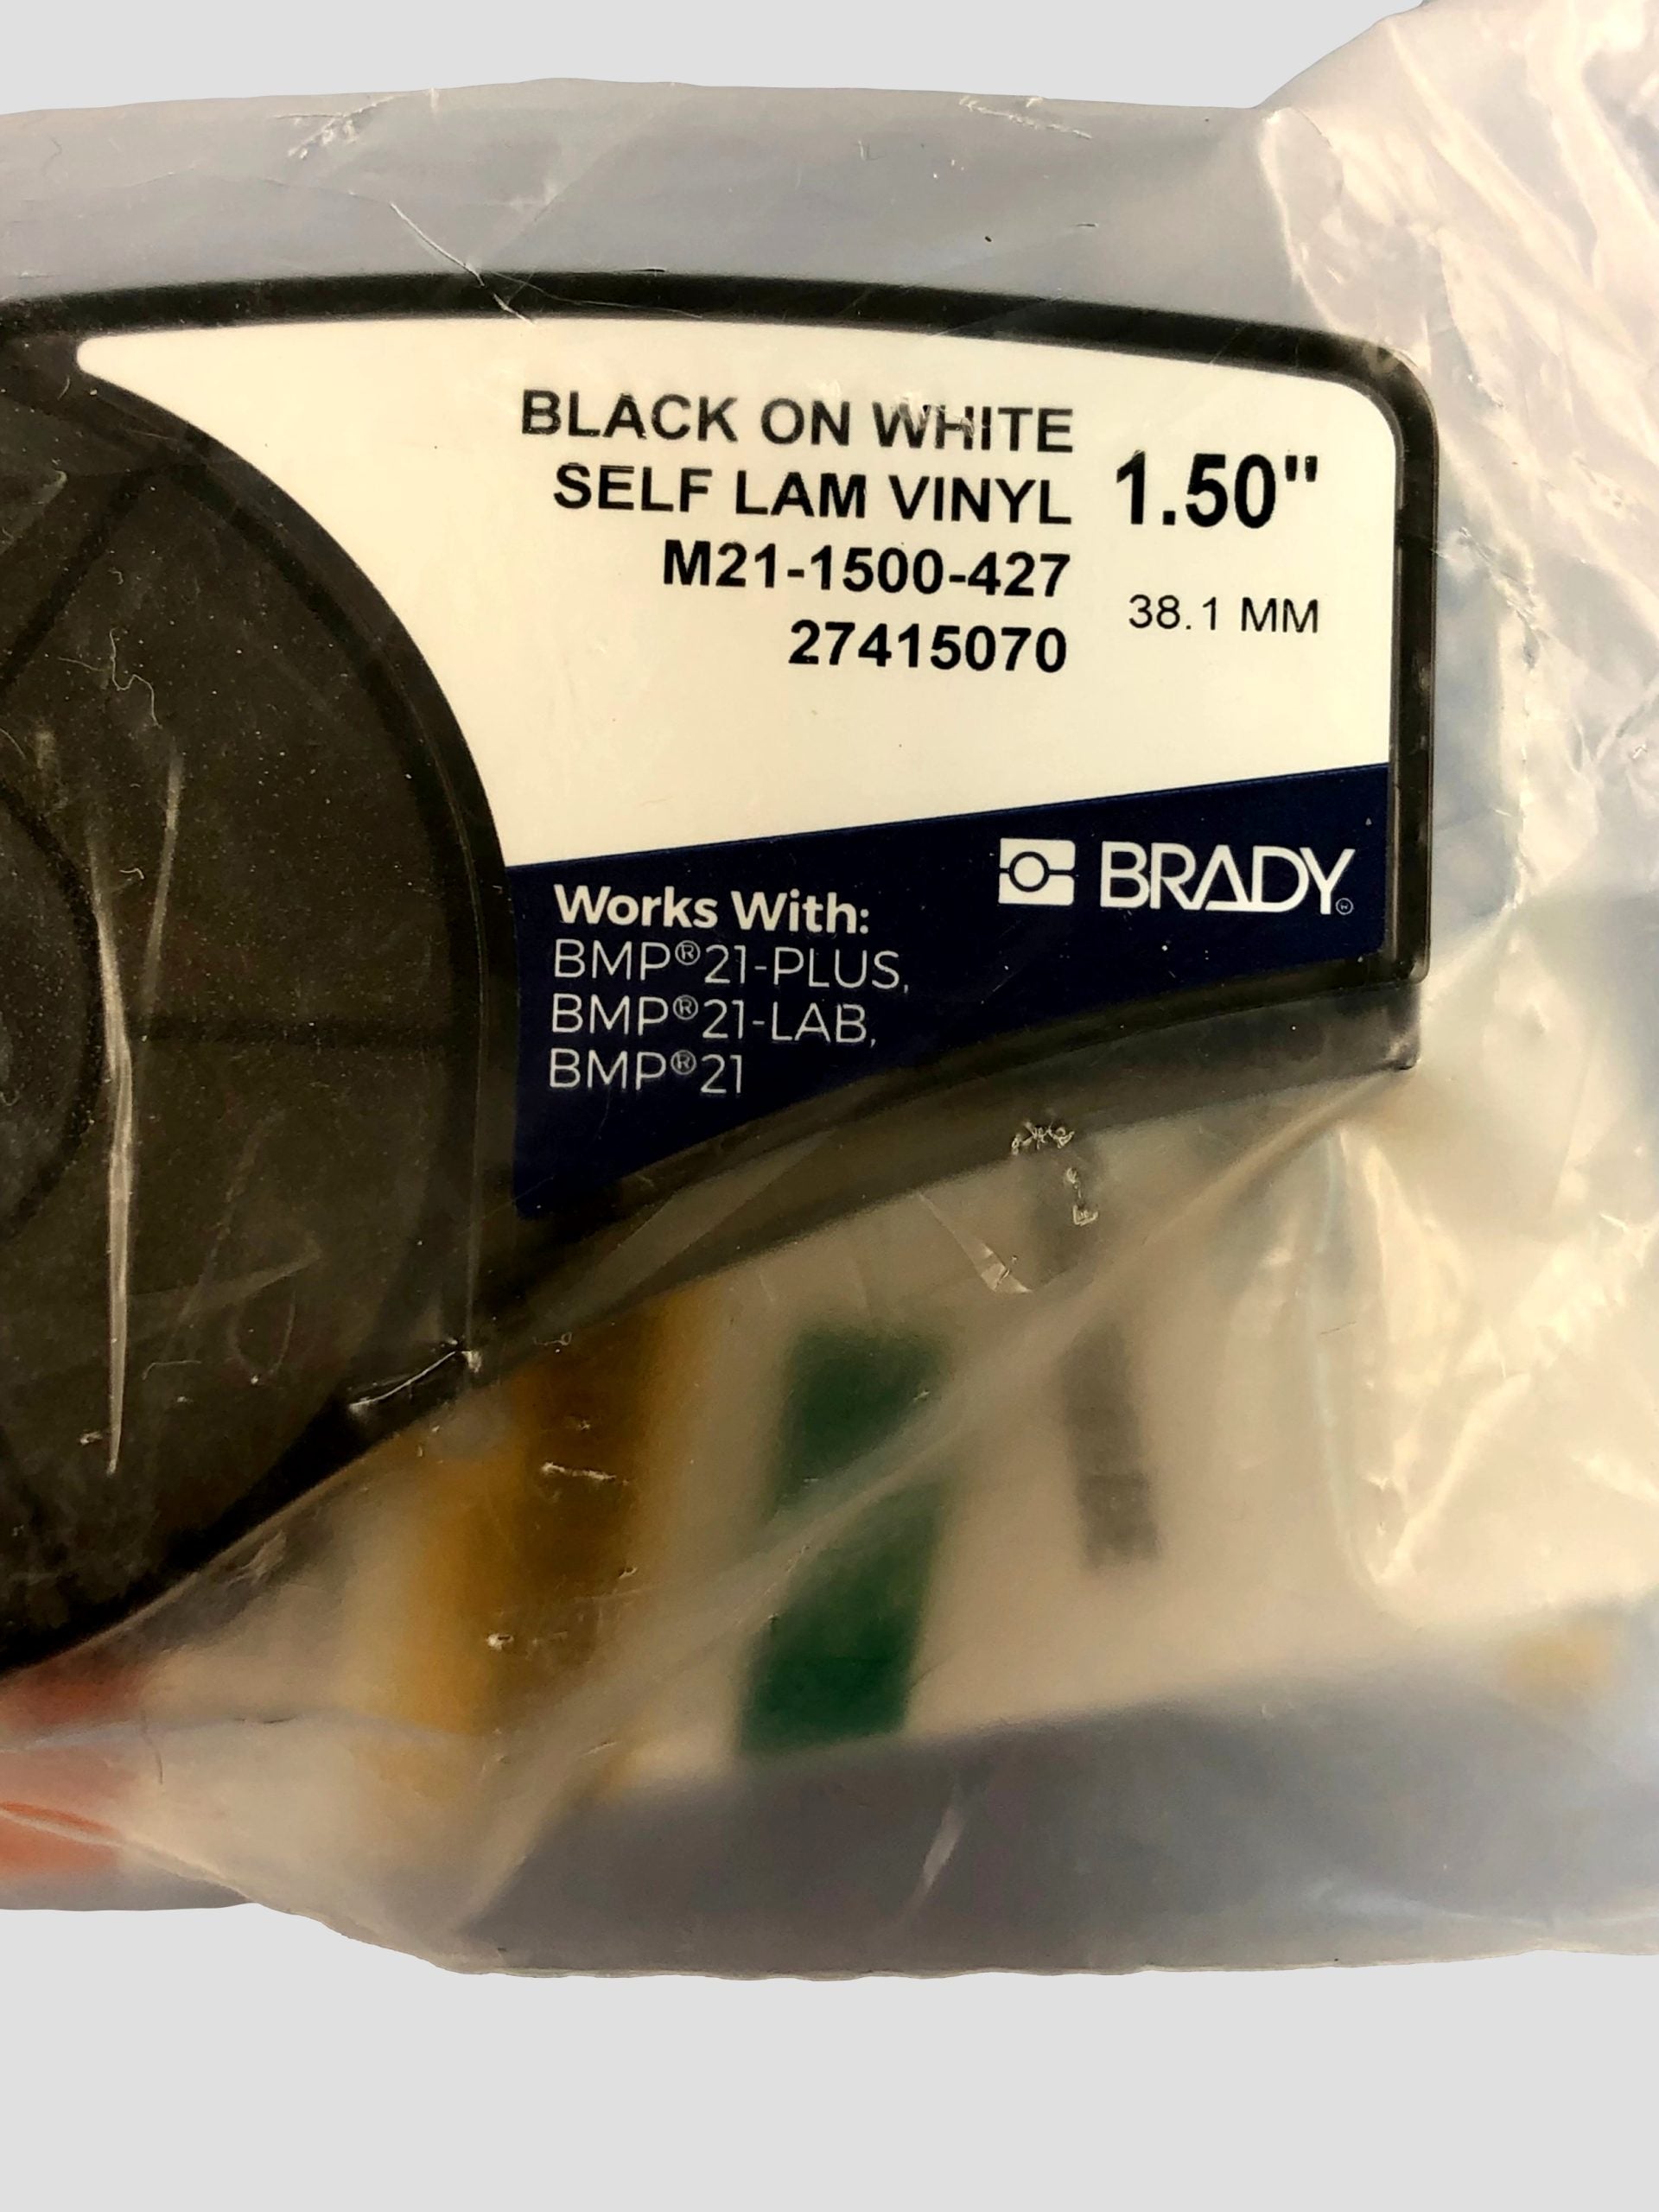 BLACK ON WHITE
SELF LAM VINYL
M21-1500-427
27415070
1.50"
38.1 MM
BRADY®
Works With:
BMP®21-PLUS,
BMP®21-LAB,
BMP®21